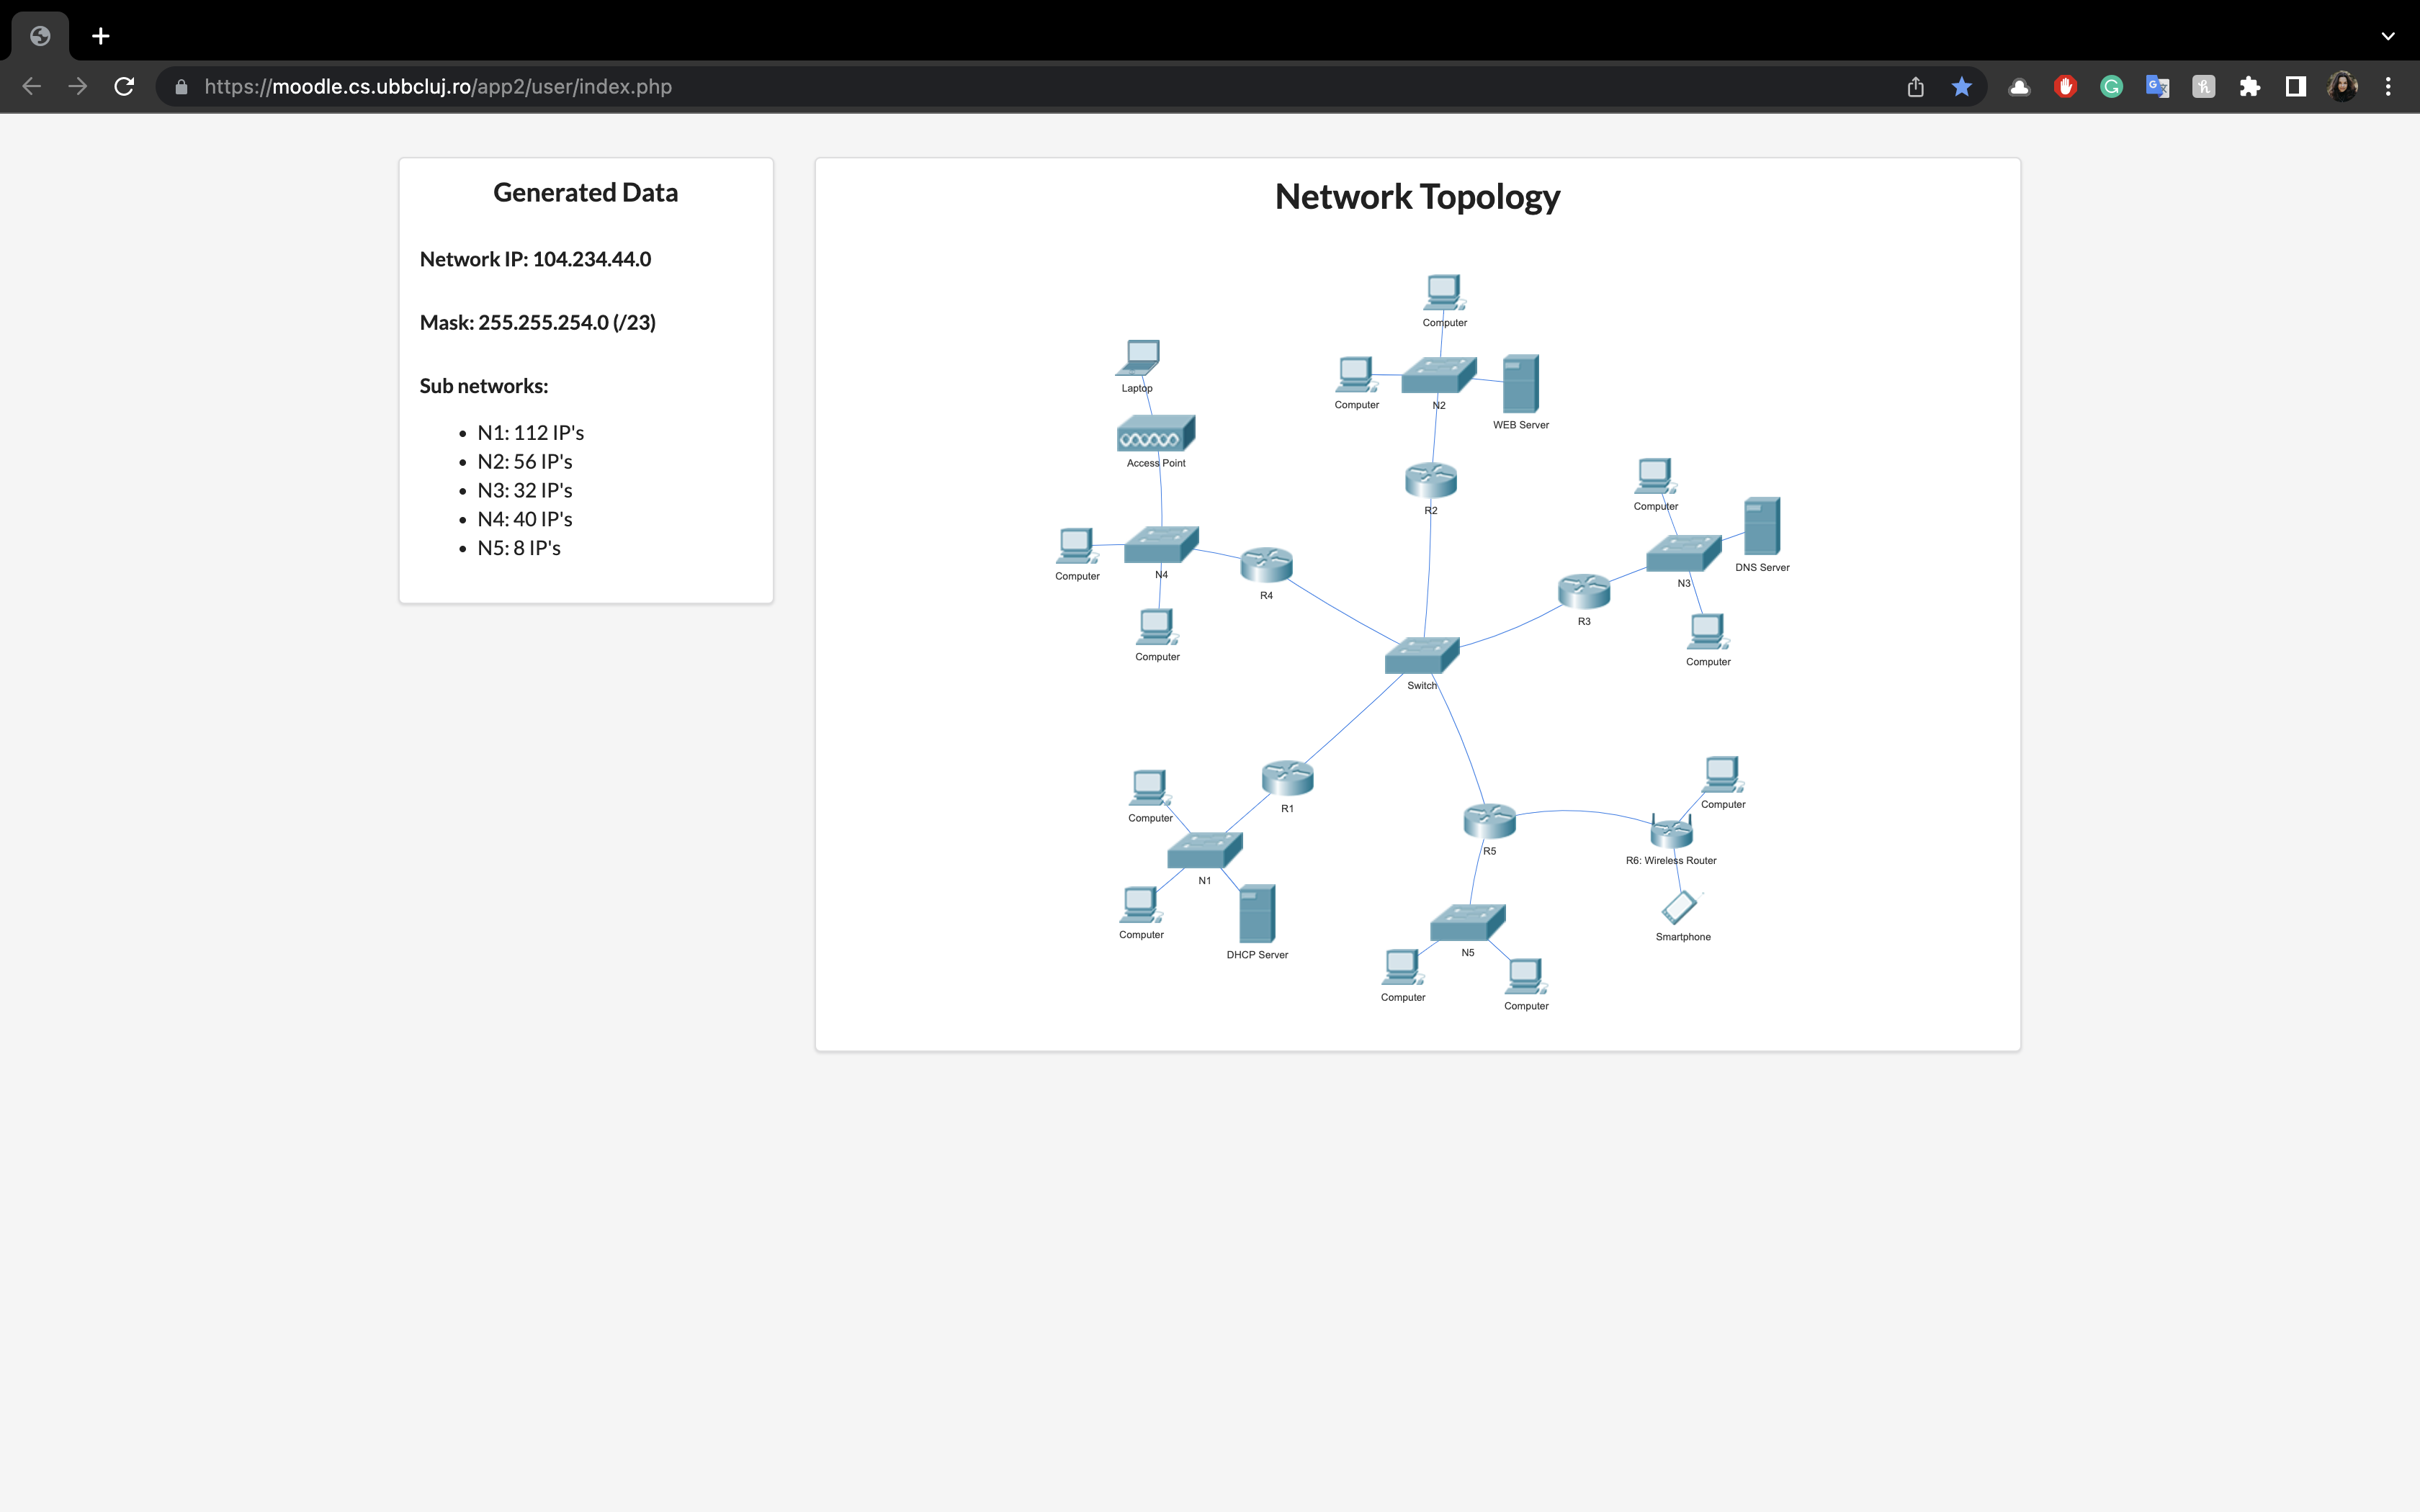 https://moodle.cs.ubbcluj.ro/app2/user/index.php
Generated Data
Network IP: 104.234.44.0
Mask: 255.255.254.0 (/23)
Sub networks:
N1: 112 IP's
N2: 56 IP's
N3: 32 IP's
N4: 40 IP's
N5: 8 IP's
Network Topology
Computer
Laptop
Computer
N2
WEB Server
Access Point
Computer
R2
DNS Server
Computer
N4
N3
R4
R3
Computer
Computer
Switch
Computer
Computer
R1
R5
R6: Wireless Router
N1
Computer
Smartphone
DHCP Server
N5
Computer
Computer